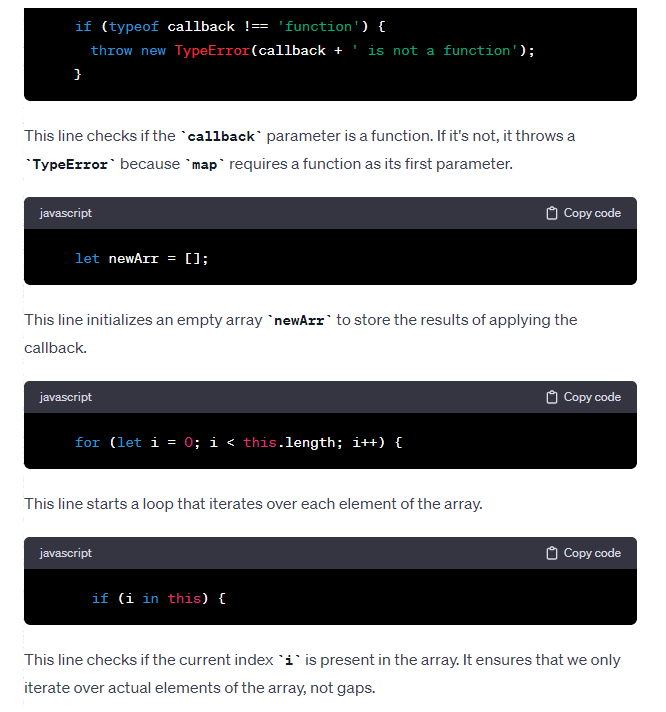 if (typeof callback !== 'function') {
throw new TypeError(callback + ' is not a function');
}
This line checks if the `callback` parameter is a function. If it's not, it throws a
`TypeError` because `map` requires a function as its first parameter.
javascript Copy code
let newArr = [];
This line initializes an empty array `newArr` to store the results of applying the
callback.
javascript Copy code
for (let i = 0; i < this.length; i++) {
This line starts a loop that iterates over each element of the array.
javascript Copy code
if (i in this) {
This line checks if the current index `i` is present in the array. It ensures that we only
iterate over actual elements of the array, not gaps.